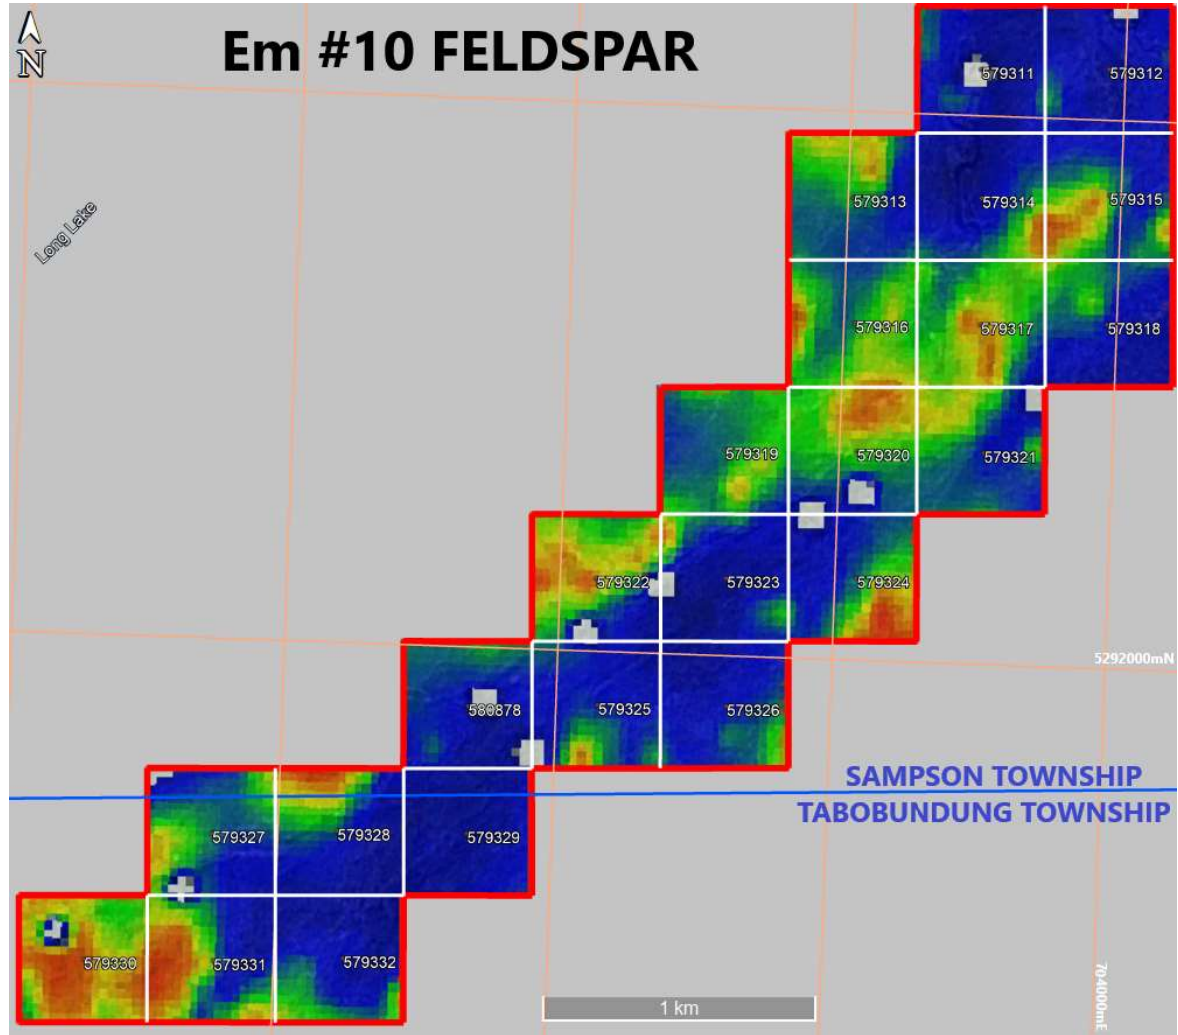 N
Em #10 FELDSPAR
579311
579312
Long Lake
579313
579314
579315
579316
579317
579318
579319
579320
579321
579322
579323
579324
5292000mN
580878
579325
579326
SAMPSON TOWNSHIP
TABOBUNDUNG TOWNSHIP
579327
579328
579329
579330
579331
579332
704000mE
1 km